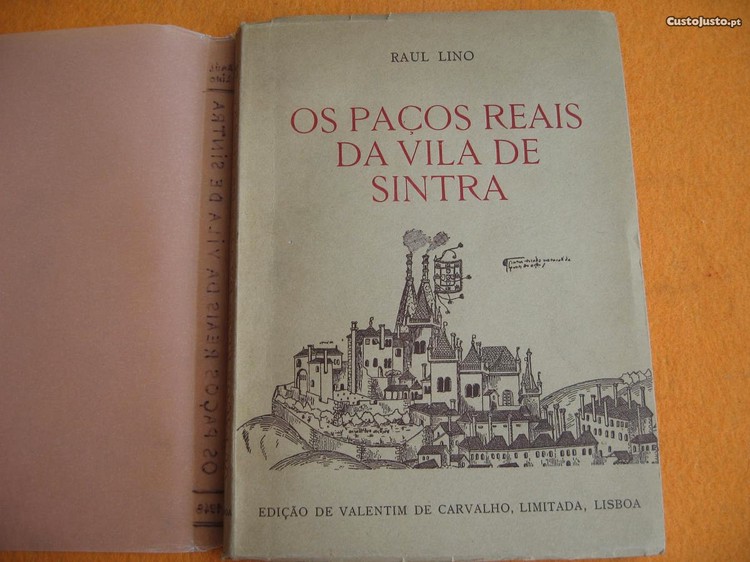 CustoJusto.pt
RAUL LINO
OS PAÇOS REAIS
DA VILA DE
SINTRA
EDIÇÃO DE VALENTIM DE CARVALHO, LIMITADA, LISBOA
OS PAÇOS REAIS DA VILA DE SINTRA